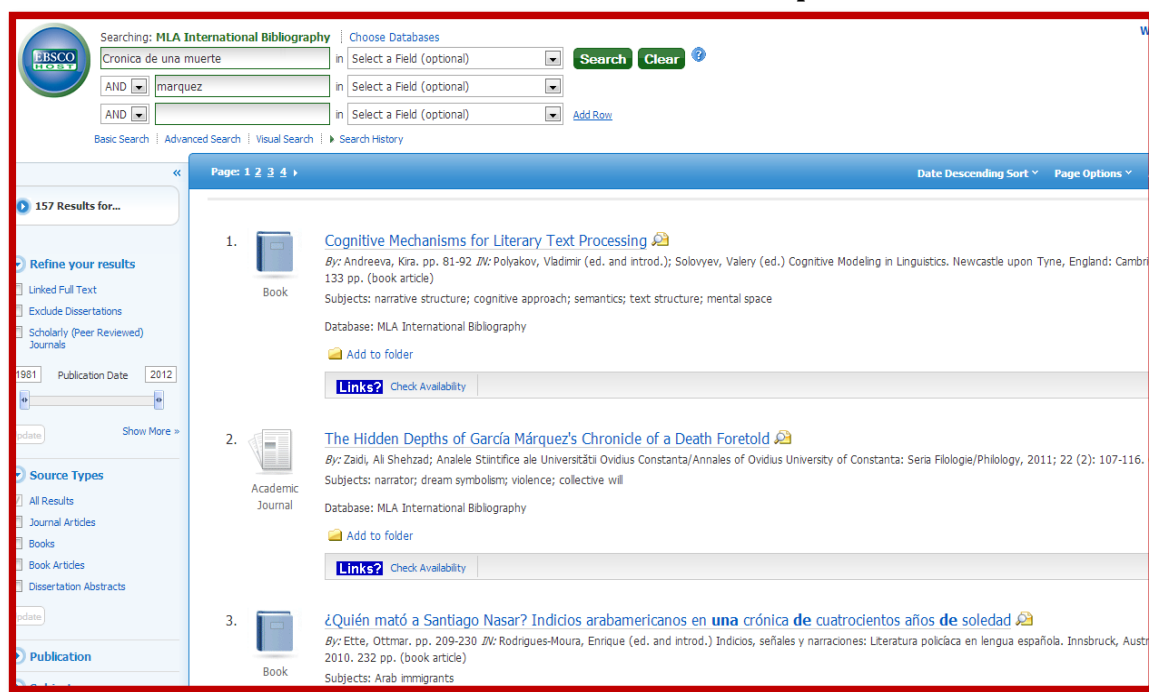 Searching: MLA International Bibliography Choose Databases
W
EBSCO
HOST
Cronica de una muerte in Select a Field (optional) Search Clear ?
AND marquez in Select a Field (optional)
AND in Select a Field (optional) Add Row
Basic Search Advanced Search Visual Search Search History
« Page: 1 2 3 4 Date Descending Sort Page Options
157 Results for...
Refine your results
Linked Full Text
Exclude Dissertations
Scholarly (Peer Reviewed)
Journals
1981 Publication Date 2012
pdate
Show More »
Source Types
All Results
Journal Articles
Books
Book Articles
Dissertation Abstracts
pdate
Publication
1.
Book
Cognitive Mechanisms for Literary Text Processing
By: Andreeva, Kira. pp. 81-92 IN: Polyakov, Vladimir (ed. and introd.); Solovyev, Valery (ed.) Cognitive Modeling in Linguistics. Newcastle upon Tyne, England: Cambri
133 pp. (book article)
Subjects: narrative structure; cognitive approach; semantics; text structure; mental space
Database: MLA International Bibliography
Add to folder
Links? Check Availability
2.
Academic
Journal
The Hidden Depths of García Márquez's Chronicle of a Death Foretold
By: Zaidi, Ali Shehzad; Analele Stiintifice ale Universitătii Ovidius Constanta/Annales of Ovidius University of Constanta: Seria Filologie/Philology, 2011; 22 (2): 107-116.
Subjects: narrator; dream symbolism; violence; collective will
Database: MLA International Bibliography
Add to folder
Links? Check Availability
3.
Book
¿Quién mató a Santiago Nasar? Indicios arabamericanos en una crónica de cuatrocientos años de soledad
By: Ette, Ottmar. pp. 209-230 IN: Rodrigues-Moura, Enrique (ed. and introd.) Indicios, señales y narraciones: Literatura policíaca en lengua española. Innsbruck, Austr
2010. 232 pp. (book article)
Subjects: Arab immigrants